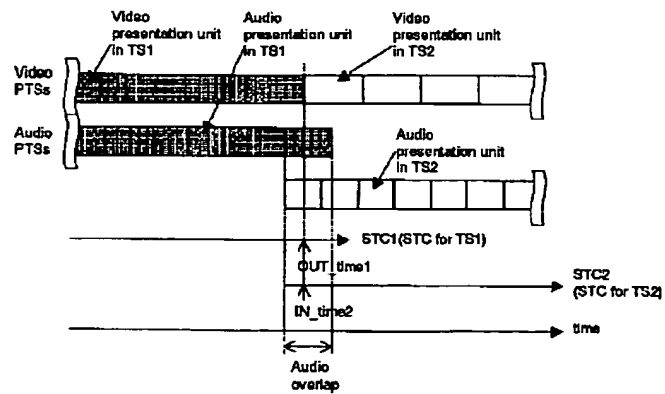 Video
presentation unit
in TS1
Audio
presentation unit
in TS1
Video
presentation unit
in TS2
Video
PTSs
Audio
PTSs
Audio
presentation unit
in TS2
STC1(STC for TS1)
OUT_time1
STC2
(STC for TS2)
IN_time2
time
Audio
overlap